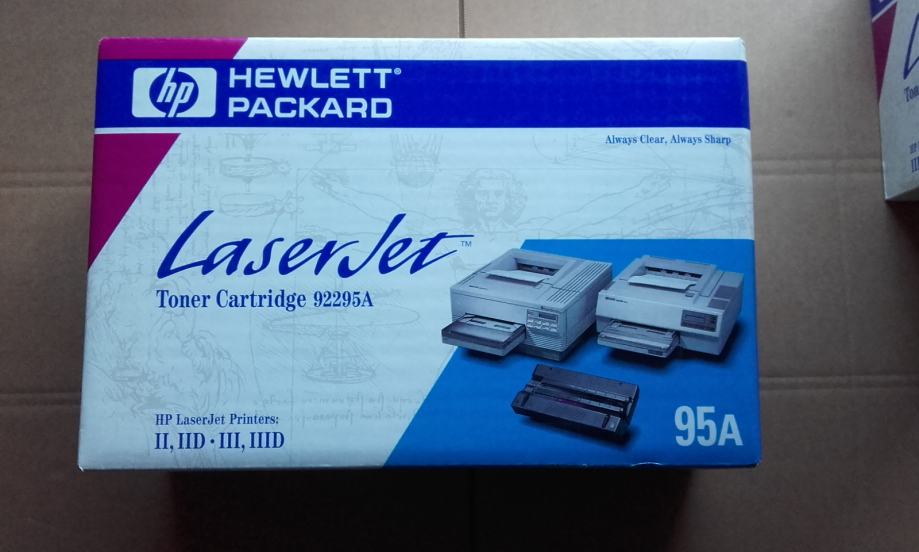 hp HEWLETT®
PACKARD
Always Clear, Always Sharp
LaserJet™
Toner Cartridge 92295A
HP LaserJet Printers:
II, IID • III, IIID
95A